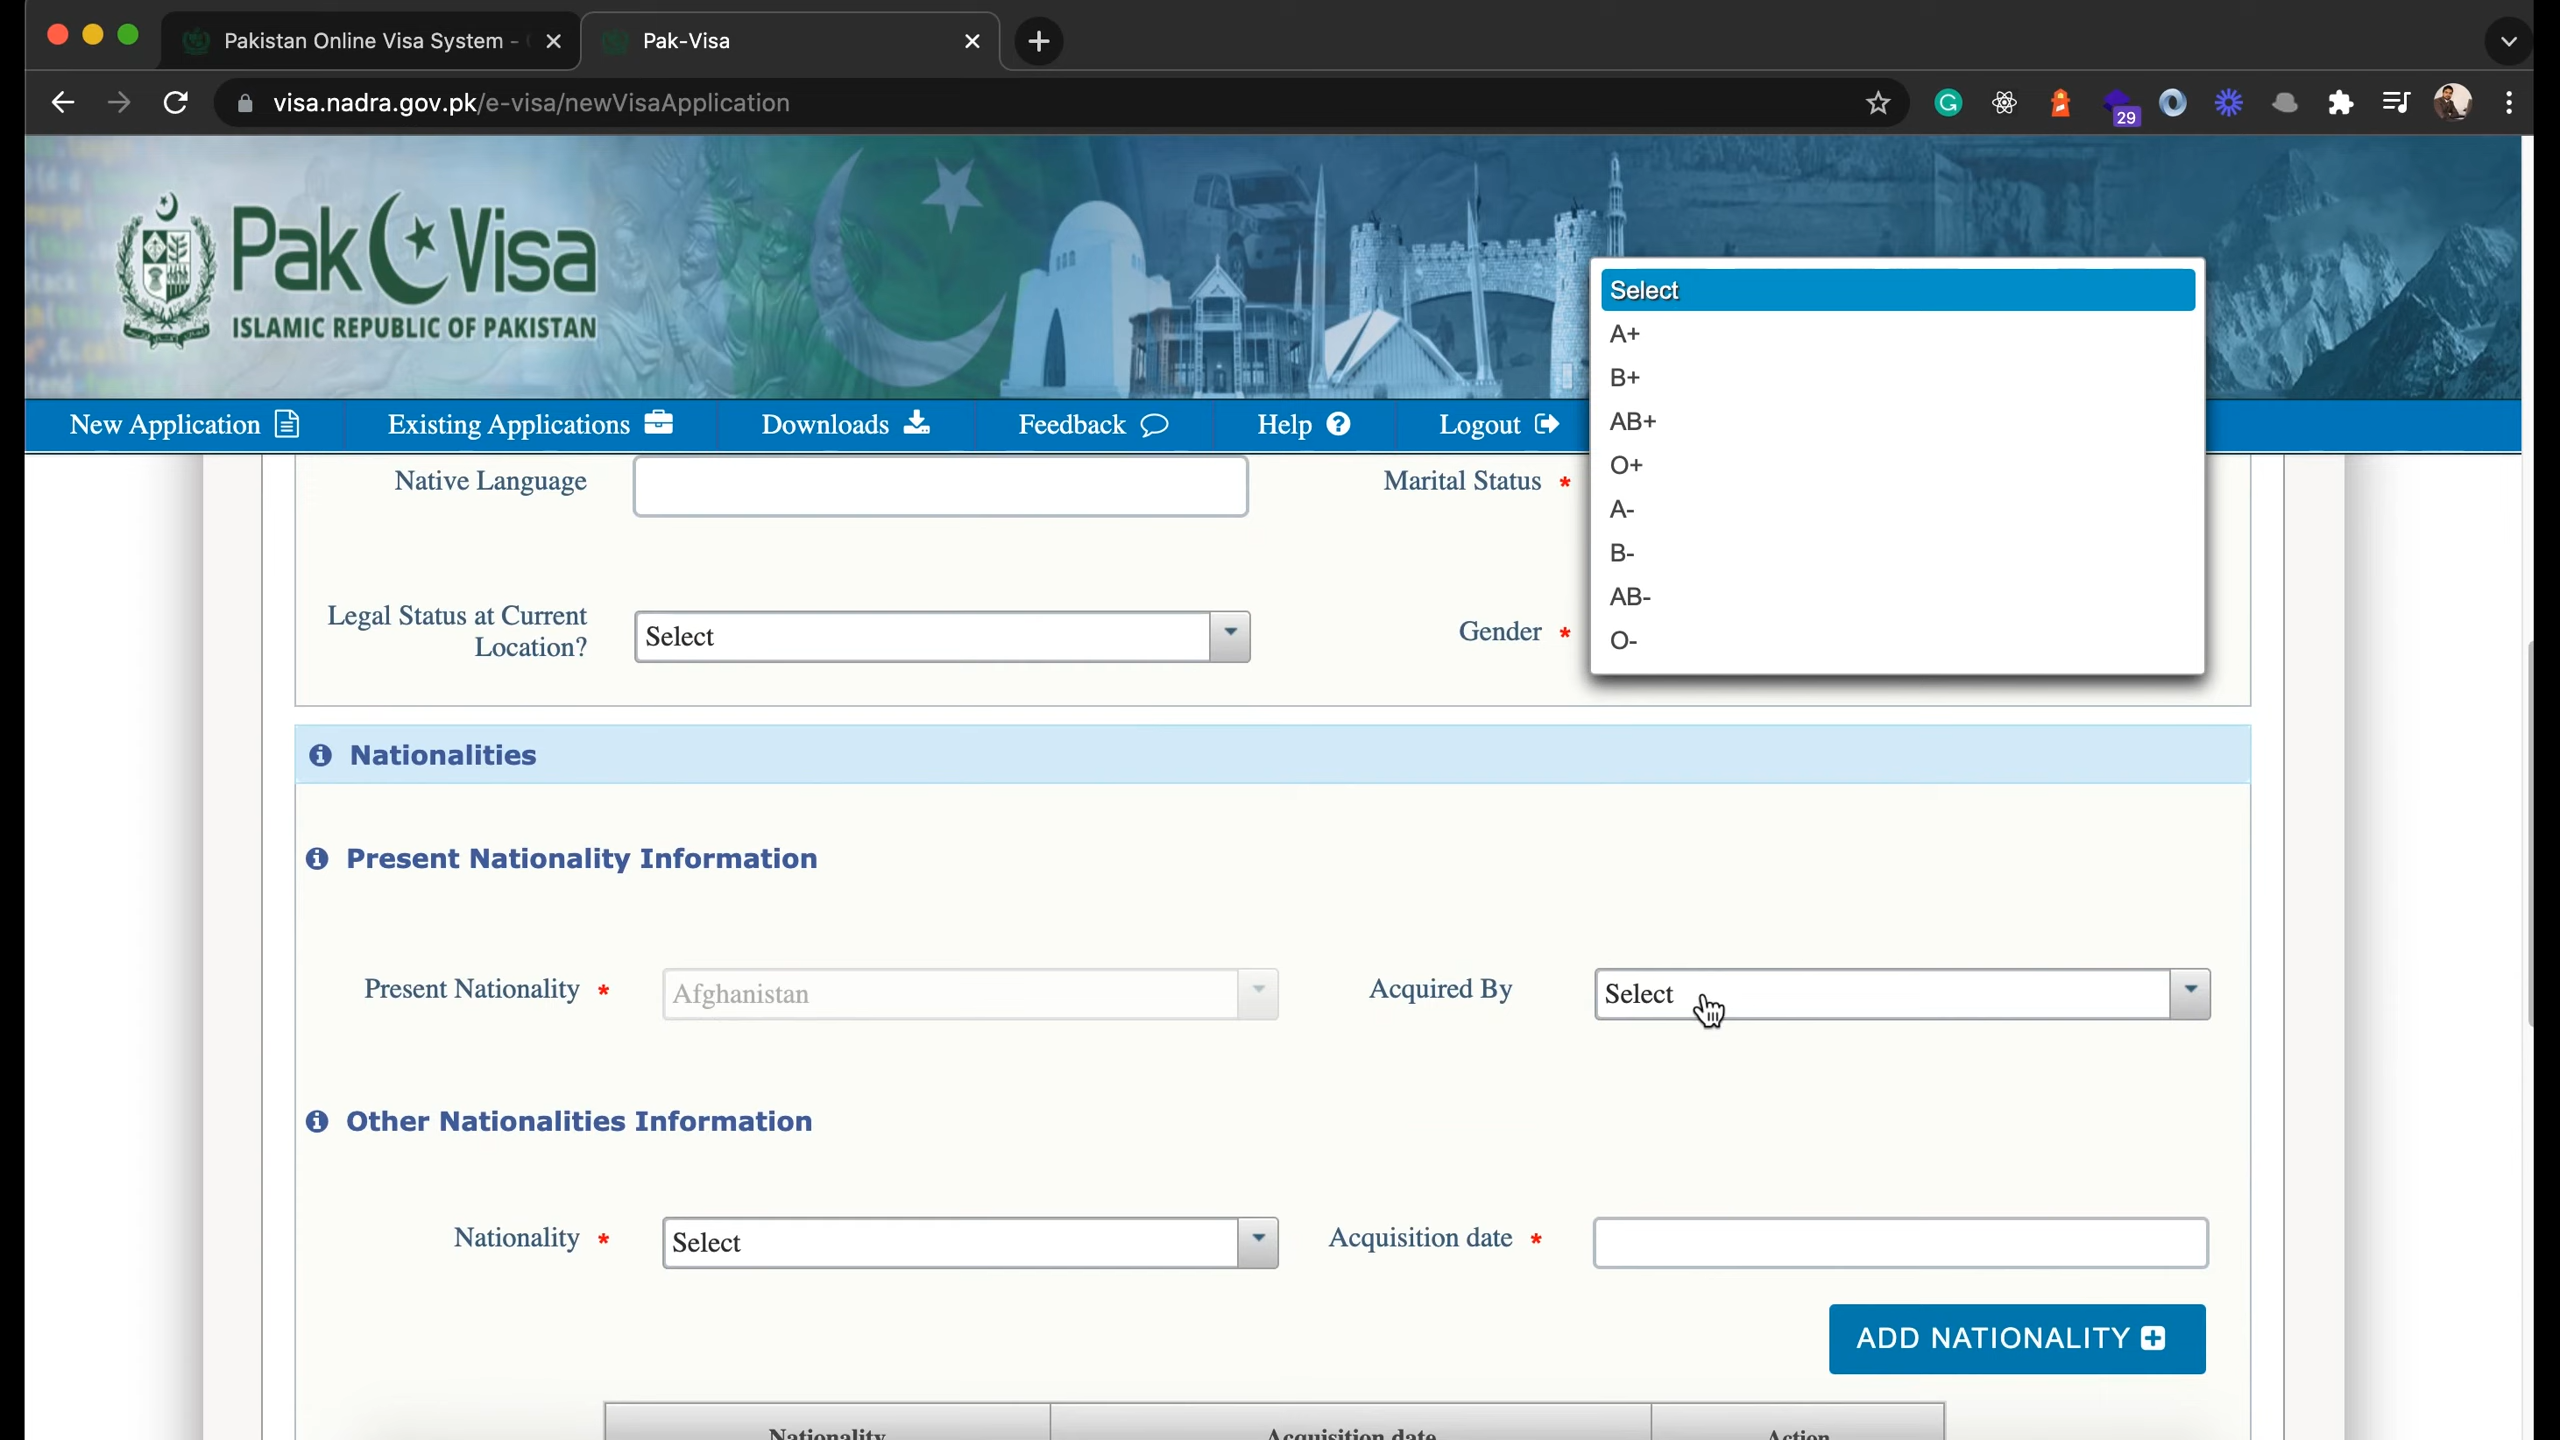 Pakistan Online Visa System -
Pak-Visa
visa.nadra.gov.pk/e-visa/newVisaApplication
29
Pak Visa
ISLAMIC REPUBLIC OF PAKISTAN
New Application
Existing Applications
Downloads
Feedback
Help
Logout
Select
A+
B+
AB+
O+
A-
B-
AB-
O-
Native Language
Marital Status *
Legal Status at Current
Location?
Select
Gender *
Nationalities
Present Nationality Information
Present Nationality *
Afghanistan
Acquired By
Select
Other Nationalities Information
Nationality *
Select
Acquisition date *
ADD NATIONALITY
Nationality
Acquisition date
Action